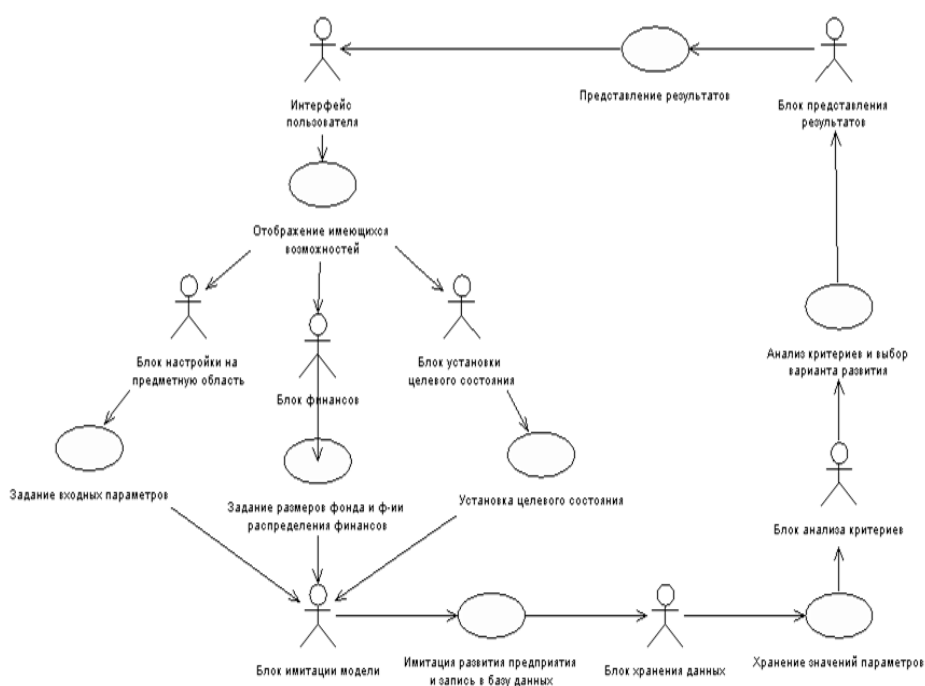 Представление результатов
Блок представления
результатов
Интерфейс
пользователя
Отображение имеющихся
возможностей
Блок настройки на
предметную область
Блок финансов
Блок установки
целевого состояния
Анализ критериев и выбор
варианта развития
Задание входных параметров
Задание размеров фонда и ф-ии
распределения финансов
Установка целевого состояния
Блок анализа критериев
Блок имитации модели
Имитация развития предприятия
и запись в базу данных
Блок хранения данных
Хранение значений параметров